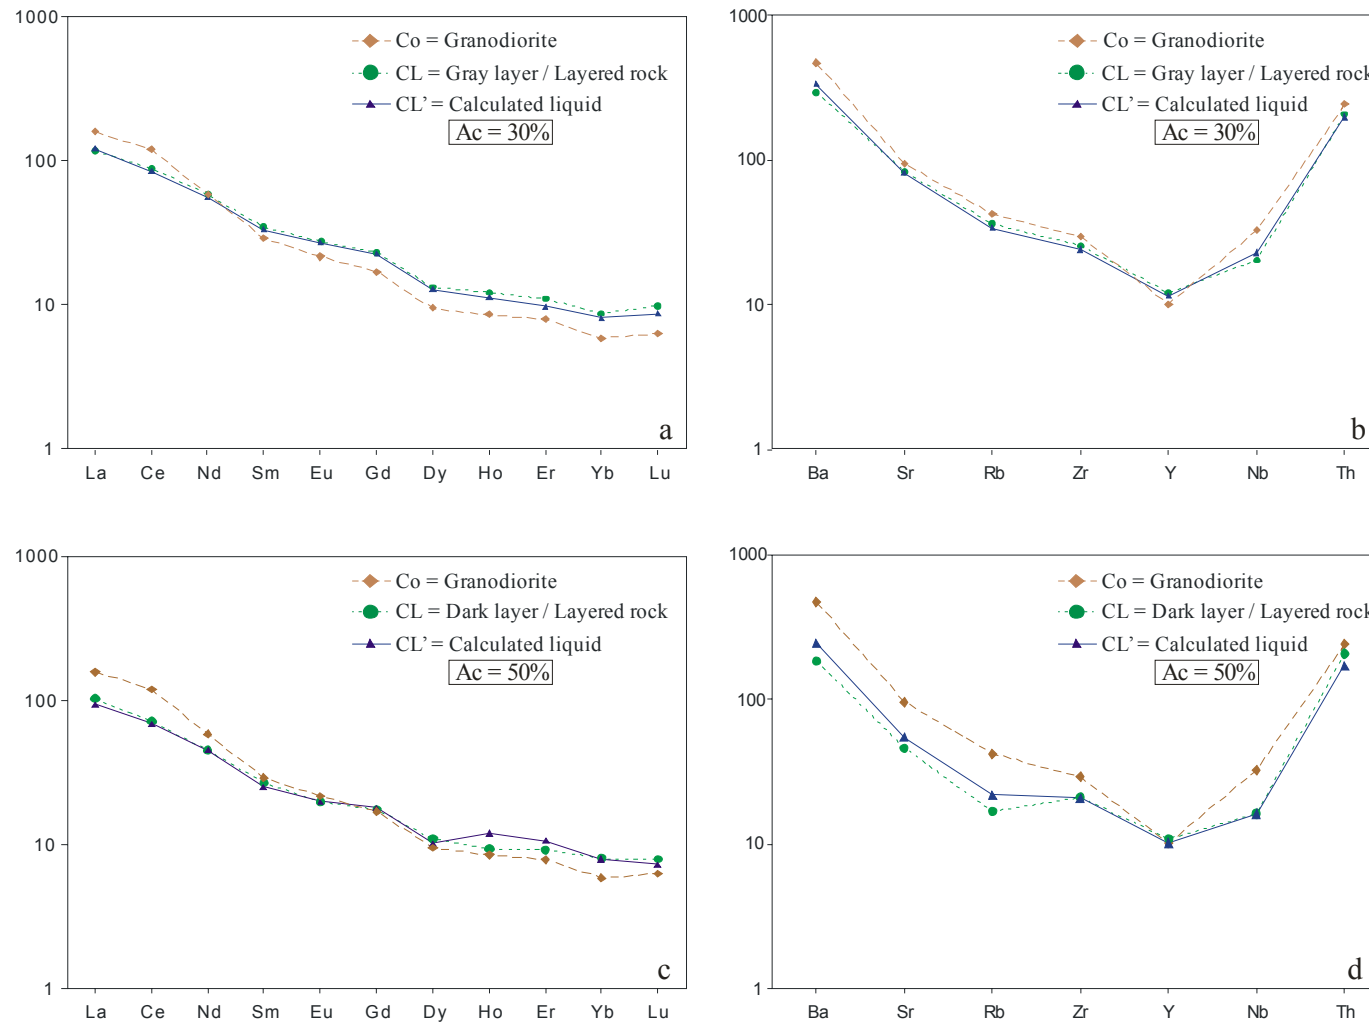 1000
100
10
1
Co = Granodiorite
CL = Gray layer / Layered rock
CL’ = Calculated liquid
Ac = 30%
a
La Ce Nd Sm Eu Gd Dy Ho Er Yb Lu
1000
100
10
1
Co = Granodiorite
CL = Gray layer / Layered rock
CL’ = Calculated liquid
Ac = 30%
b
Ba Sr Rb Zr Y Nb Th
1000
100
10
1
Co = Granodiorite
CL = Dark layer / Layered rock
CL’ = Calculated liquid
Ac = 50%
c
La Ce Nd Sm Eu Gd Dy Ho Er Yb Lu
1000
100
10
1
Co = Granodiorite
CL = Dark layer / Layered rock
CL’ = Calculated liquid
Ac = 50%
d
Ba Sr Rb Zr Y Nb Th